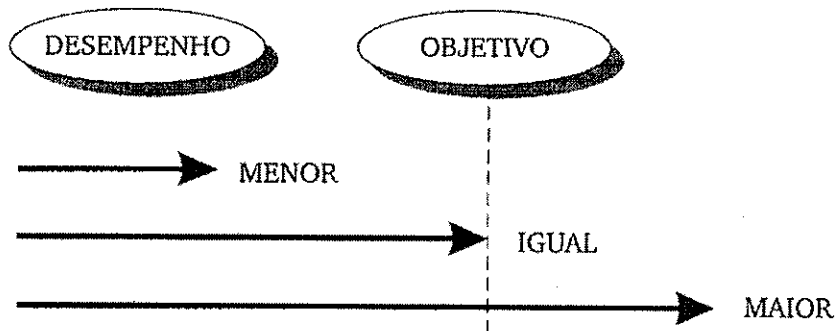 DESEMPENHO
OBJETIVO
MENOR
IGUAL
MAIOR